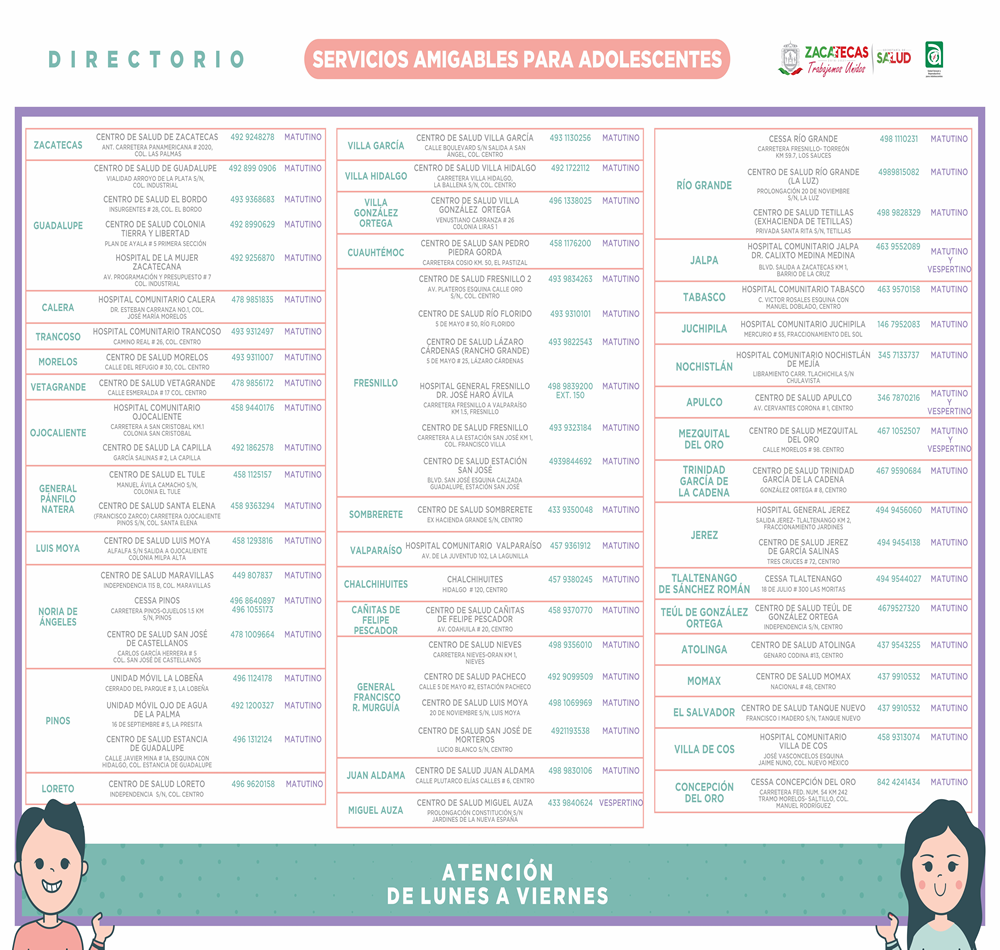 DIRECTORIO
SERVICIOS AMIGABLES PARA ADOLESCENTES
ZACATECAS
Trabajemos Unidos
SALUD
ZACATECAS
CENTRO DE SALUD DE ZACATECAS 492 9248278 MATUTINO
ANT. CARRETERA PANAMERICANA # 2020,
COL. LAS PALMAS
GUADALUPE
CENTRO DE SALUD DE GUADALUPE 492 899 0906 MATUTINO
VIALIDAD ARROYO DE LA PLATA S/N,
COL. INDUSTRIAL
CENTRO DE SALUD EL BORDO 493 9368683 MATUTINO
INSURGENTES # 28, COL. EL BORDO
CENTRO DE SALUD COLONIA 492 8990629 MATUTINO
TIERRA Y LIBERTAD
PLAN DE AYALA # 5 PRIMERA SECCIÓN
HOSPITAL DE LA MUJER 492 9256870 MATUTINO
ZACATECANA
AV. PROGRAMACIÓN Y PRESUPUESTO # 7
COL. INDUSTRIAL
CALERA
HOSPITAL COMUNITARIO CALERA 478 9851835 MATUTINO
DR. ESTEBAN CARRANZA NO.1, COL.
JOSÉ MARÍA MORELOS
TRANCOSO
HOSPITAL COMUNITARIO TRANCOSO 493 9312497 MATUTINO
CAMINO REAL # 26, COL. CENTRO
MORELOS
CENTRO DE SALUD MORELOS 493 9311007 MATUTINO
CALLE DEL REFUGIO # 30, COL. CENTRO
VETAGRANDE
CENTRO DE SALUD VETAGRANDE 478 9856172 MATUTINO
CALLE ESMERALDA # 17 COL. CENTRO
OJOCALIENTE
HOSPITAL COMUNITARIO 458 9440176 MATUTINO
OJOCALIENTE
CARRETERA A SAN CRISTOBAL KM.1
COLONIA SAN CRISTOBAL
CENTRO DE SALUD LA CAPILLA 492 1862578 MATUTINO
GARCÍA SALINAS # 2, LA CAPILLA
GENERAL
PÁNFILO
NATERA
CENTRO DE SALUD EL TULE 458 1125157 MATUTINO
MANUEL ÁVILA CAMACHO S/N,
COLONIA EL TULE
CENTRO DE SALUD SANTA ELENA 458 9363294 MATUTINO
(FRANCISCO ZARCO) CARRETERA OJOCALIENTE
PINOS S/N, COL. SANTA ELENA
LUIS MOYA
CENTRO DE SALUD LUIS MOYA 458 1293816 MATUTINO
ALFALFA S/N SALIDA A OJOCALIENTE
COLONIA MILPA ALTA
NORIA DE
ÁNGELES
CENTRO DE SALUD MARAVILLAS 449 807837 MATUTINO
INDEPENDENCIA 115 B, COL. MARAVILLAS
CESSA PINOS 496 8640897 MATUTINO
CARRETERA PINOS-OJUELOS 1.5 KM 496 1055173
S/N, PINOS
CENTRO DE SALUD SAN JOSÉ 478 1009664 MATUTINO
DE CASTELLANOS
CARLOS GARCÍA HERRERA # 5
COL. SAN JOSÉ DE CASTELLANOS
PINOS
UNIDAD MÓVIL LA LOBEÑA 496 1124178 MATUTINO
CERRADO DEL PARQUE # 3, LA LOBEÑA
UNIDAD MÓVIL OJO DE AGUA 492 1200327 MATUTINO
DE LA PALMA
16 DE SEPTIEMBRE # 5, LA PRESITA
CENTRO DE SALUD ESTANCIA 496 1312124 MATUTINO
DE GUADALUPE
CALLE JAVIER MINA # 1A, ESQUINA CON
HIDALGO, COL. ESTANCIA DE GUADALUPE
LORETO
CENTRO DE SALUD LORETO 496 9620158 MATUTINO
INDEPENDENCIA S/N, COL. CENTRO
VILLA GARCÍA
CENTRO DE SALUD VILLA GARCÍA 493 1130256 MATUTINO
CALLE BOULEVARD S/N SALIDA A SAN
ÁNGEL, COL. CENTRO
VILLA HIDALGO
CENTRO DE SALUD VILLA HIDALGO 492 1722112 MATUTINO
CARRETERA VILLA HIDALGO,
LA BALLENA S/N, COL. CENTRO
VILLA
GONZÁLEZ
ORTEGA
CENTRO DE SALUD VILLA 496 1338025 MATUTINO
GONZÁLEZ ORTEGA
VENUSTIANO CARRANZA # 26
COLONIA LIRAS 1
CUAUHTÉMOC
CENTRO DE SALUD SAN PEDRO 458 1176200 MATUTINO
PIEDRA GORDA
CARRETERA COSIO KM. 50, EL PASTIZAL
FRESNILLO
CENTRO DE SALUD FRESNILLO 2 493 9834263 MATUTINO
AV. PLATEROS ESQUINA CALLE ORO
S/N, COL. CENTRO
CENTRO DE SALUD RÍO FLORIDO 493 9310101 MATUTINO
5 DE MAYO # 50, RÍO FLORIDO
CENTRO DE SALUD LÁZARO 493 9822543 MATUTINO
CÁRDENAS (RANCHO GRANDE)
5 DE MAYO # 25, LÁZARO CÁRDENAS
HOSPITAL GENERAL FRESNILLO 498 9839200 MATUTINO
DR. JOSÉ HARO ÁVILA EXT. 150
CARRETERA FRESNILLO A VALPARAÍSO
KM 1.5, FRESNILLO
CENTRO DE SALUD FRESNILLO 493 9323184 MATUTINO
CARRETERA A LA ESTACIÓN SAN JOSÉ KM 1,
COL. FRANCISCO VILLA
CENTRO DE SALUD ESTACIÓN 4939844692 MATUTINO
SAN JOSÉ
BLVD. SAN JOSÉ ESQUINA CALZADA
GUADALUPE, ESTACIÓN SAN JOSÉ
SOMBRERETE
CENTRO DE SALUD SOMBRERETE 433 9350048 MATUTINO
EX HACIENDA GRANDE S/N, CENTRO
VALPARAÍSO
HOSPITAL COMUNITARIO VALPARAÍSO 457 9361912 MATUTINO
AV. DE LA JUVENTUD 102, LA LAGUNILLA
CHALCHIHUITES
CHALCHIHUITES 457 9380245 MATUTINO
HIDALGO # 120, CENTRO
CAÑITAS DE
FELIPE
PESCADOR
CENTRO DE SALUD CAÑITAS 458 9370770 MATUTINO
DE FELIPE PESCADOR
AV. COAHUILA # 20, CENTRO
GENERAL
FRANCISCO
R. MURGUÍA
CENTRO DE SALUD NIEVES 498 9356010 MATUTINO
CARRETERA NIEVES-ORAN KM 1,
NIEVES
CENTRO DE SALUD PACHECO 492 9099509 MATUTINO
CALLE 5 DE MAYO #2, ESTACIÓN PACHECO
CENTRO DE SALUD LUIS MOYA 498 1069969 MATUTINO
20 DE NOVIEMBRE S/N, LUIS MOYA
CENTRO DE SALUD SAN JOSÉ DE 4921193538 MATUTINO
MORTEROS
LUCIO BLANCO S/N, CENTRO
JUAN ALDAMA
CENTRO DE SALUD JUAN ALDAMA 498 9830106 MATUTINO
CALLE PLUTARCO ELÍAS CALLES # 6, CENTRO
MIGUEL AUZA
CENTRO DE SALUD MIGUEL AUZA 433 9840624 VESPERTINO
PROLONGACIÓN CONSTITUCIÓN S/N
JARDINES DE LA NUEVA ESPAÑA
RÍO GRANDE
CESSA RÍO GRANDE 498 1110231 MATUTINO
CARRETERA FRESNILLO- TORREÓN
KM 59.7, LOS SAUCES
CENTRO DE SALUD RÍO GRANDE 4989815082 MATUTINO
(LA LUZ)
PROLONGACIÓN 20 DE NOVIEMBRE
S/N, LA LUZ
CENTRO DE SALUD TETILLAS 498 9828329 MATUTINO
(EXHACIENDA DE TETILLAS)
PRIVADA SANTA RITA S/N, TETILLAS
JALPA
HOSPITAL COMUNITARIO JALPA 463 9552089 MATUTINO
DR. CALIXTO MEDINA MEDINA Y
BLVD. SALIDA A ZACATECAS KM 1, VESPERTINO
BARRIO DE LA CRUZ
TABASCO
HOSPITAL COMUNITARIO TABASCO 463 9570158 MATUTINO
C. VICTOR ROSALES ESQUINA CON
MANUEL DOBLADO, CENTRO
JUCHIPILA
HOSPITAL COMUNITARIO JUCHIPILA 146 7952083 MATUTINO
MERCURIO # 55, FRACCIONAMIENTO DEL SOL
NOCHISTLÁN
HOSPITAL COMUNITARIO NOCHISTLÁN 345 7133737 MATUTINO
DE MEJÍA
LIBRAMIENTO CARR. TLACHICHILA S/N
CHULAVISTA
APULCO
CENTRO DE SALUD APULCO 346 7870216 MATUTINO
AV. CERVANTES CORONA # 1, CENTRO Y
VESPERTINO
MEZQUITAL
DEL ORO
CENTRO DE SALUD MEZQUITAL 467 1052507 MATUTINO
DEL ORO Y
CALLE MORELOS # 98, CENTRO VESPERTINO
TRINIDAD
GARCÍA DE
LA CADENA
CENTRO DE SALUD TRINIDAD 467 9590684 MATUTINO
GARCÍA DE LA CADENA
GONZÁLEZ ORTEGA # 8, CENTRO
JEREZ
HOSPITAL GENERAL JEREZ 494 9456060 MATUTINO
SALIDA JEREZ- TLALTENANGO KM 2,
FRACCIONAMIENTO JARDINES
CENTRO DE SALUD JEREZ 494 9454138 MATUTINO
DE GARCÍA SALINAS
TRES CRUCES # 72, CENTRO
TLALTENANGO
DE SÁNCHEZ ROMÁN
CESSA TLALTENANGO 494 9544027 MATUTINO
18 DE JULIO # 300 LAS MORITAS
TEÚL DE GONZÁLEZ
ORTEGA
CENTRO DE SALUD TEÚL DE 4679527320 MATUTINO
GONZÁLEZ ORTEGA
INDEPENDENCIA S/N, CENTRO
ATOLINGA
CENTRO DE SALUD ATOLINGA 437 9543255 MATUTINO
GENARO CODINA #13, CENTRO
MOMAX
CENTRO DE SALUD MOMAX 437 9910532 MATUTINO
NACIONAL # 48, CENTRO
EL SALVADOR
CENTRO DE SALUD TANQUE NUEVO 437 9910532 MATUTINO
FRANCISCO I MADERO S/N, TANQUE NUEVO
VILLA DE COS
HOSPITAL COMUNITARIO 458 9313074 MATUTINO
VILLA DE COS
JOSÉ VASCONCELOS ESQUINA
JAIME NUNO, COL. NUEVO MÉXICO
CONCEPCIÓN
DEL ORO
CESSA CONCEPCIÓN DEL ORO 842 4241434 MATUTINO
CARRETERA FED. NUM. 54 KM 242
TRAMO MORELOS- SALTILLO, COL.
MANUEL RODRÍGUEZ
ATENCIÓN
DE LUNES A VIERNES